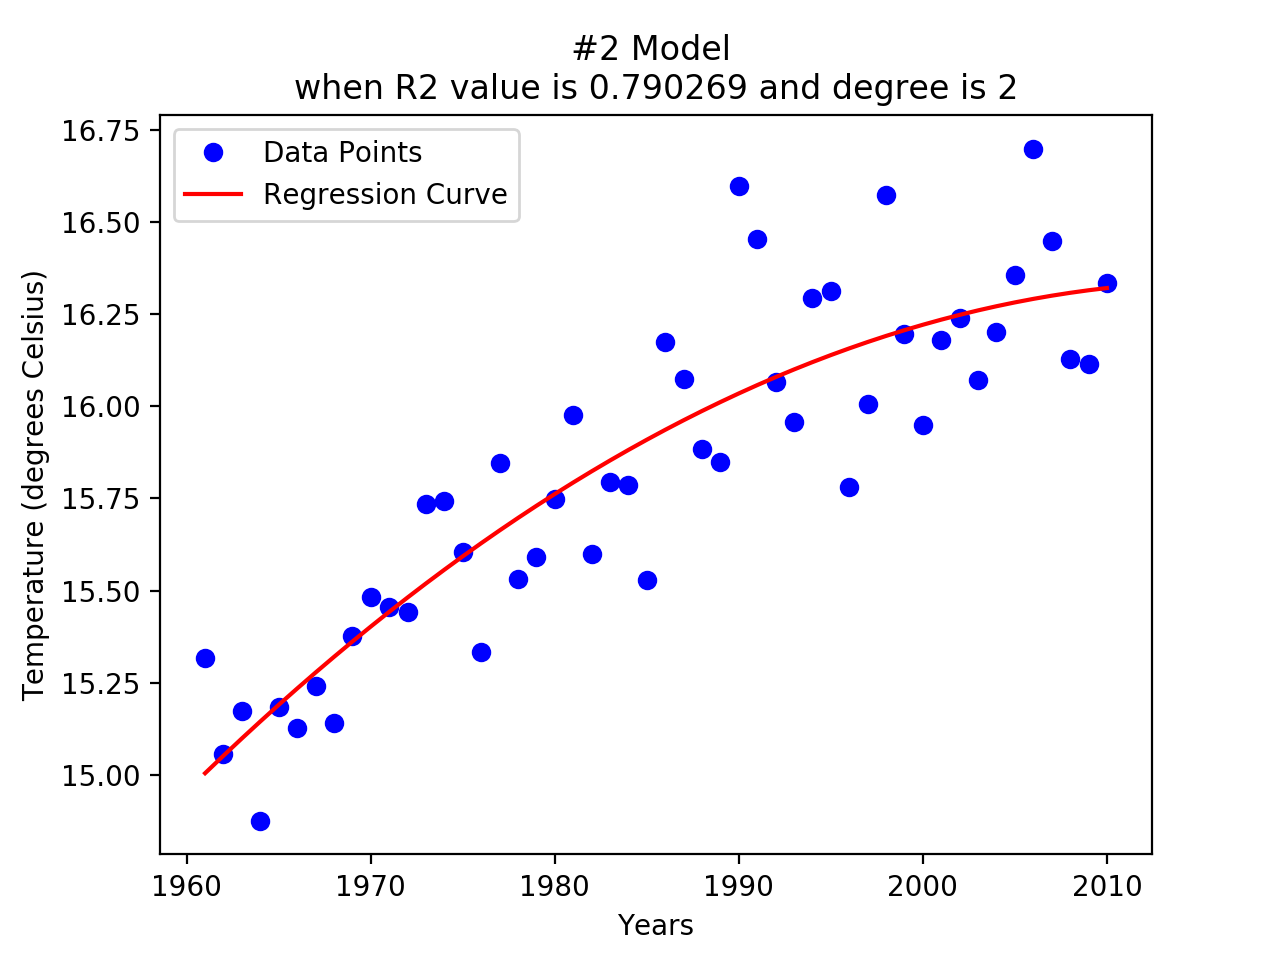 #2 Model
when R2 value is 0.790269 and degree is 2
Data Points
Regression Curve
16.75
16.50
16.25
16.00
15.75
15.50
15.25
15.00
Temperature (degrees Celsius)
1960 1970 1980 1990 2000 2010
Years